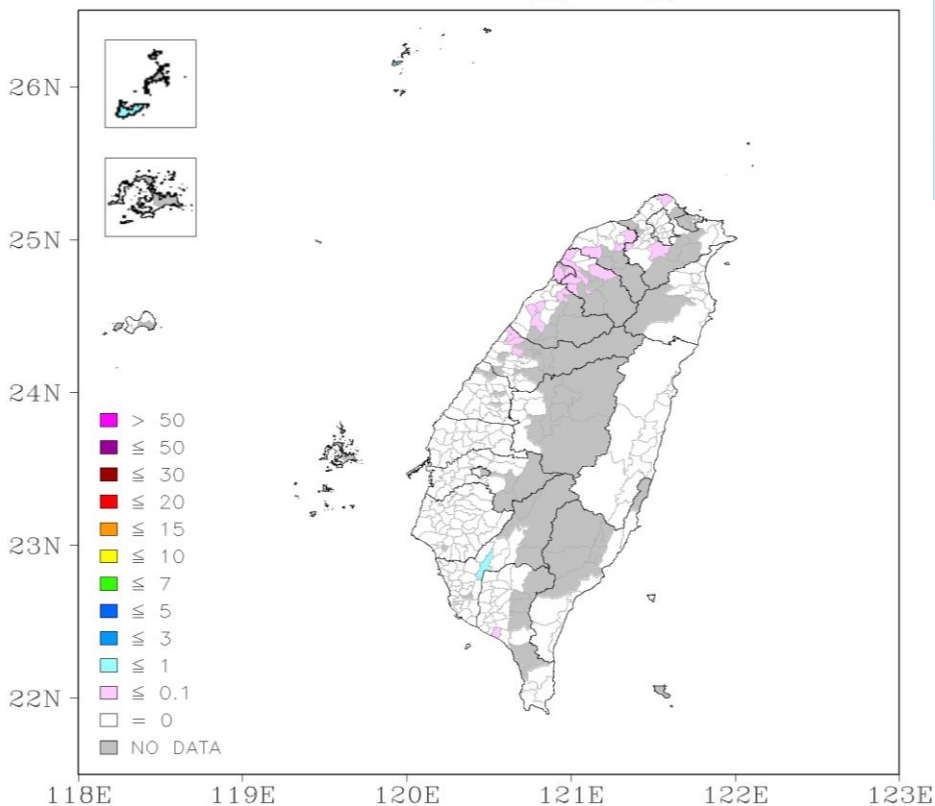 26N
25N
24N
23N
22N
> 50
≤ 50
≤ 30
≤ 20
≤ 15
≤ 10
≤ 7
≤ 5
≤ 3
≤ 1
≤ 0.1
= 0
NO DATA
118E 119E 120E 121E 122E 123E